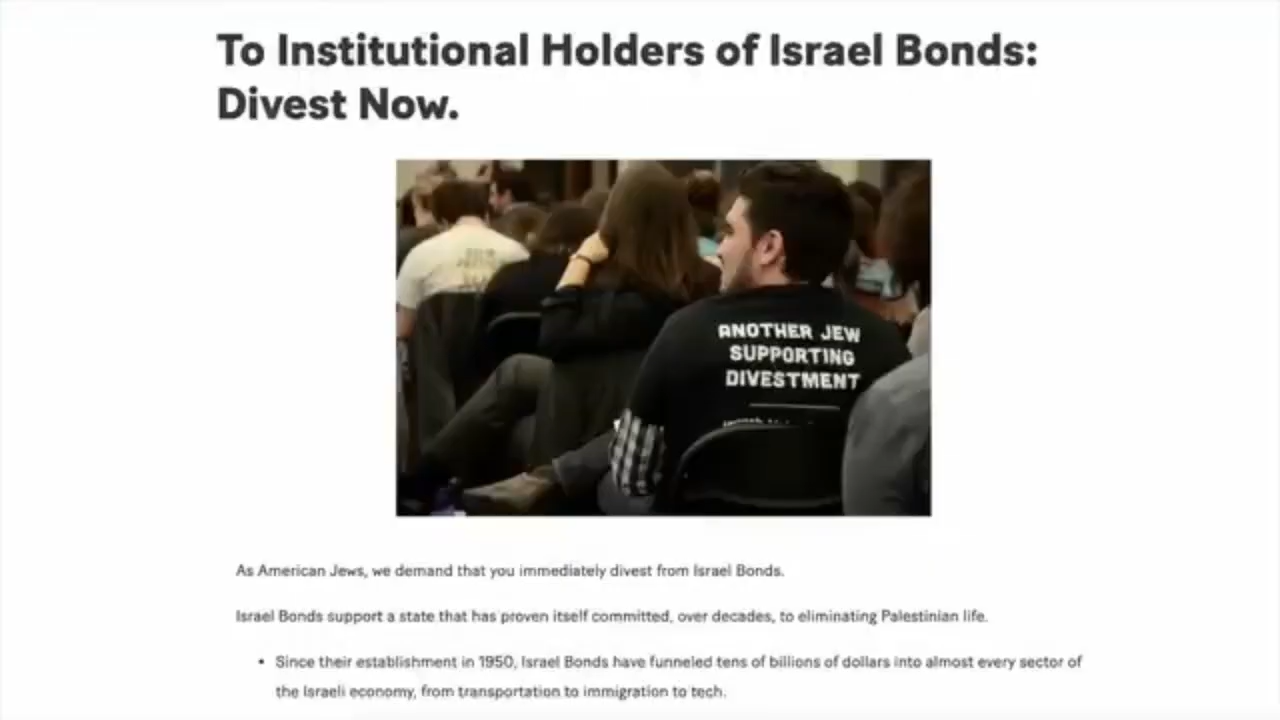 To Institutional Holders of Israel Bonds:
Divest Now.
ANOTHER JEW
SUPPORTING
DIVESTMENT
As American Jews, we demand that you immediately divest from Israel Bonds.
Israel Bonds support a state that has proven itself committed, over decades, to eliminating Palestinian life.
• Since their establishment in 1950, Israel Bonds have funneled tens of billions of dollars into almost every sector of
the Israeli economy, from transportation to immigration to tech.